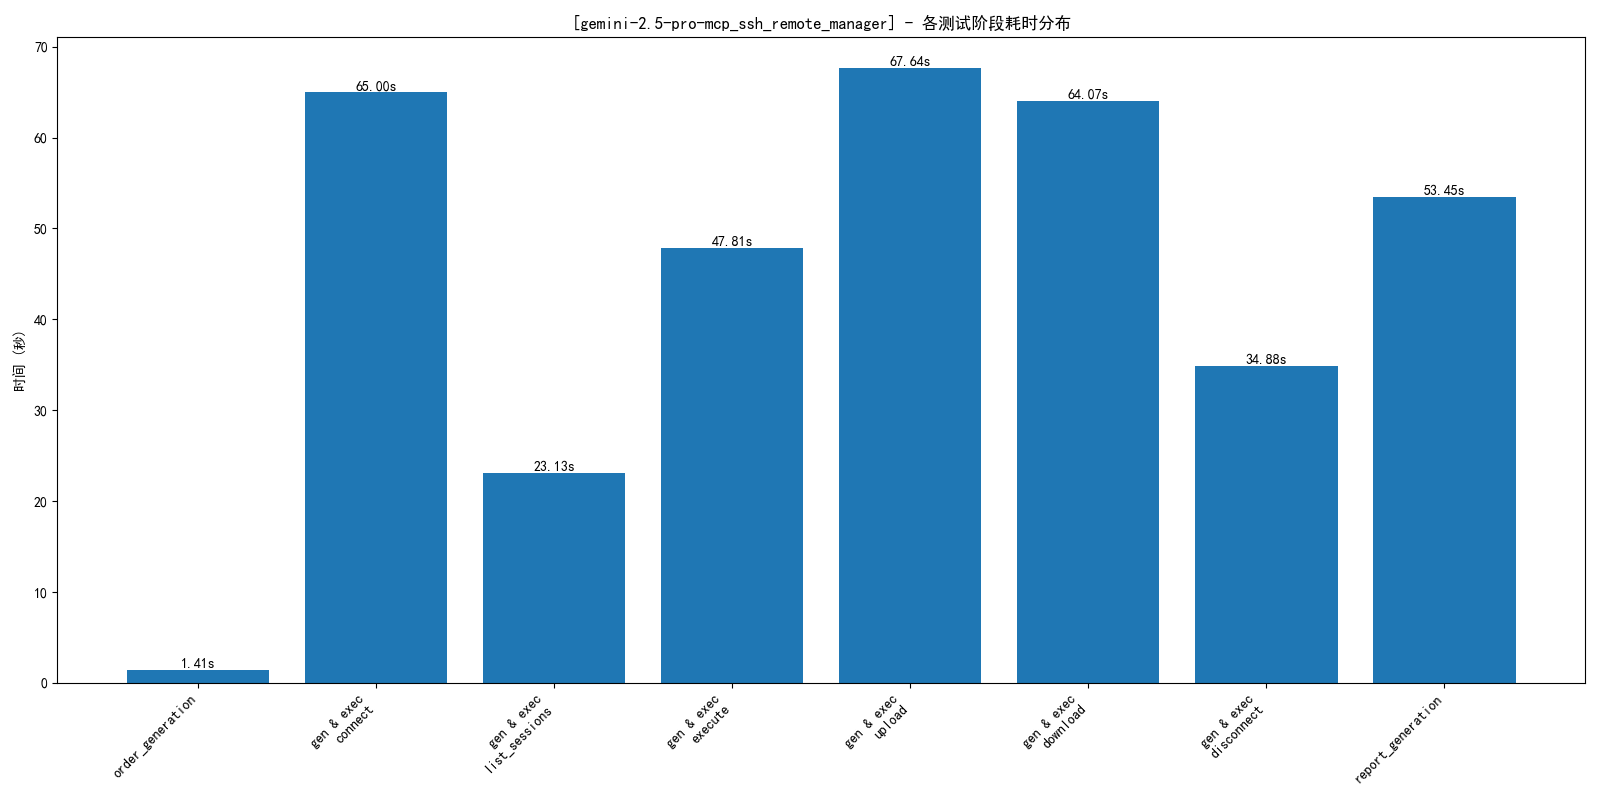 [gemini-2.5-pro-mcp_ssh_remote_manager] - 各测试阶段耗时分布
时间 (秒)
70
60
50
40
30
20
10
0
1.41s
65.00s
23.13s
47.81s
67.64s
64.07s
34.88s
53.45s
order_generation
gen & exec
connect
gen & exec
list_sessions
gen & exec
execute
gen & exec
upload
gen & exec
download
gen & exec
disconnect
report_generation